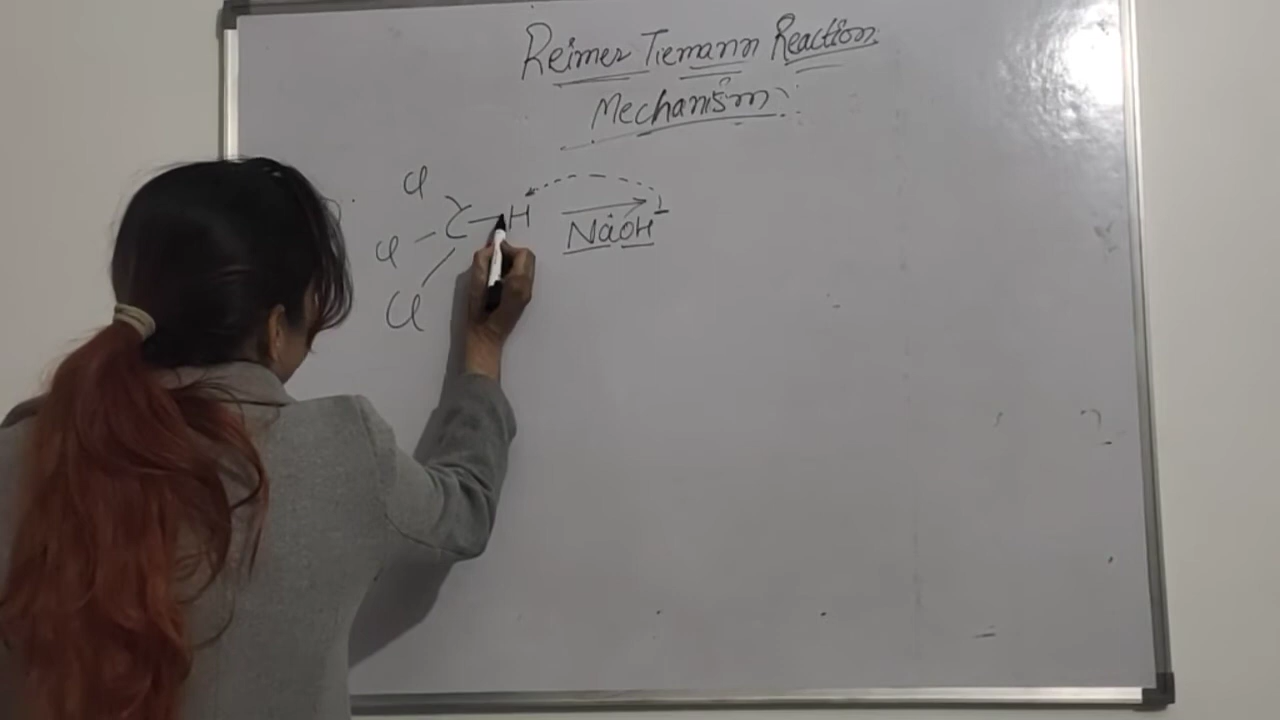 Reimer Tiemann Reaction
Mechanism:
Cl
Cl - C - H NaOH
Cl